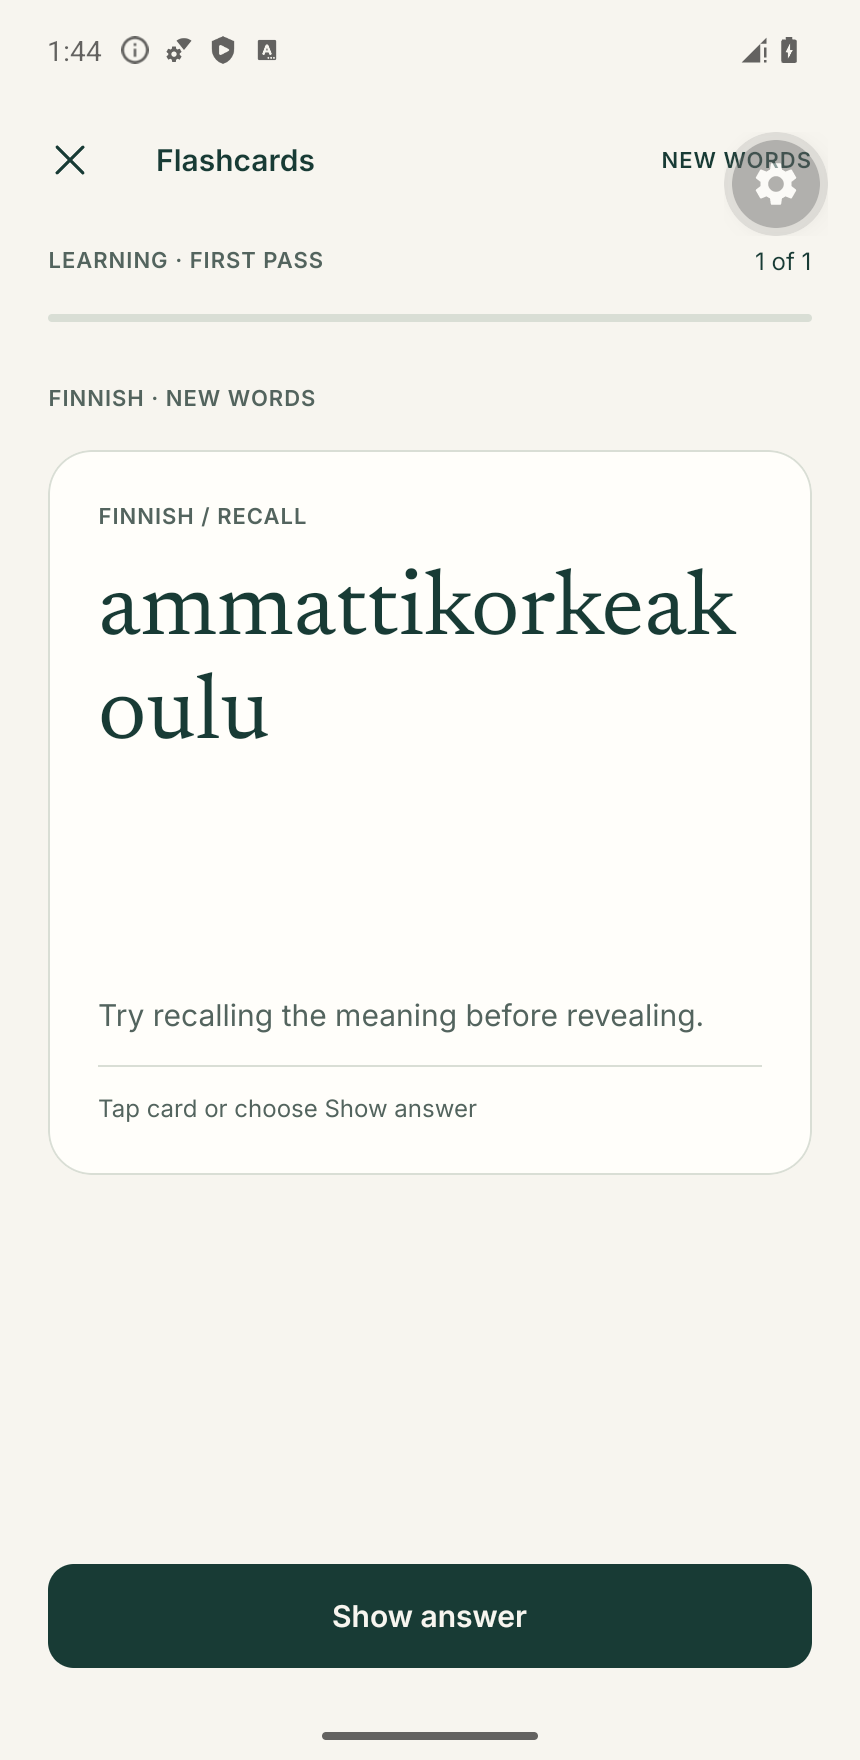 1:44
Flashcards
NEW WORDS
LEARNING · FIRST PASS
1 of 1
FINNISH · NEW WORDS
FINNISH / RECALL
ammattikorkeak
oulu
Try recalling the meaning before revealing.
Tap card or choose Show answer
Show answer